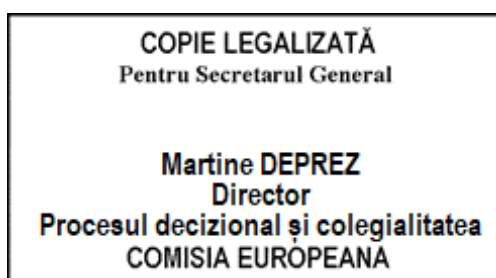 COPIE LEGALIZATĂ
Pentru Secretarul General
Martine DEPREZ
Director
Procesul decizional și colegialitatea
COMISIA EUROPEANA